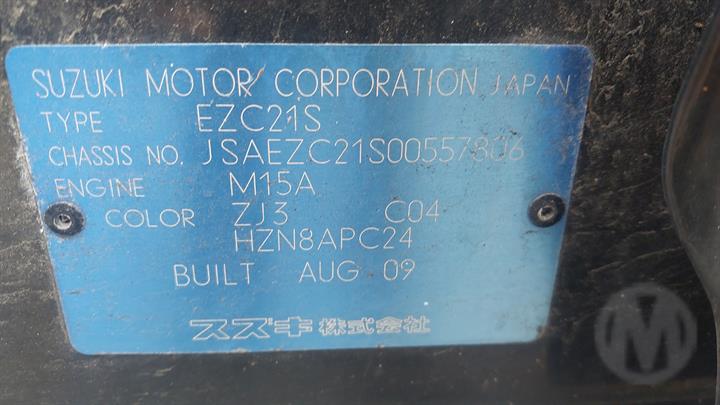 SUZUKI MOTOR CORPORATION JAPAN
TYPE EZC21S
CHASSIS NO. JSAEZC21S00557806
ENGINE M15A
COLOR ZJ3 C04
HZN8APC24
BUILT AUG 09
スズキ株式会社
M